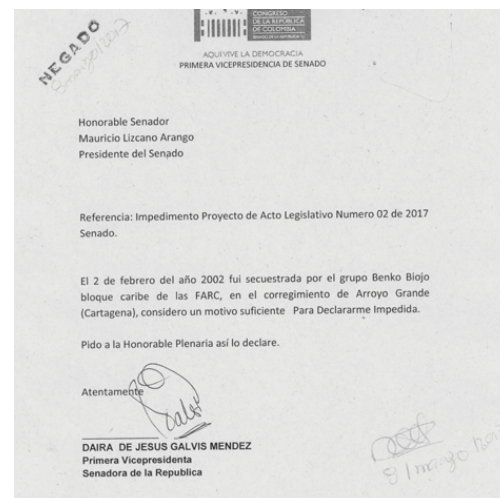 CONGRESO
DE LA REPÚBLICA
DE COLOMBIA
AQUÍVIVE LA DEMOCRACIA
PRIMERA VICEPRESIDENCIA DE SENADO
NEGADO
Honorable Senador
Mauricio Lizcano Arango
Presidente del Senado
Referencia: Impedimento Proyecto de Acto Legislativo Numero 02 de 2017
Senado.
El 2 de febrero del año 2002 fui secuestrada por el grupo Benko Biojo
bloque caribe de las FARC, en el corregimiento de Arroyo Grande
(Cartagena), considero un motivo suficiente Para Declararme Impedida.
Pido a la Honorable Plenaria así lo declare.
Atentamente
DAIRA DE JESUS GALVIS MENDEZ
Primera Vicepresidenta
Senadora de la Republica